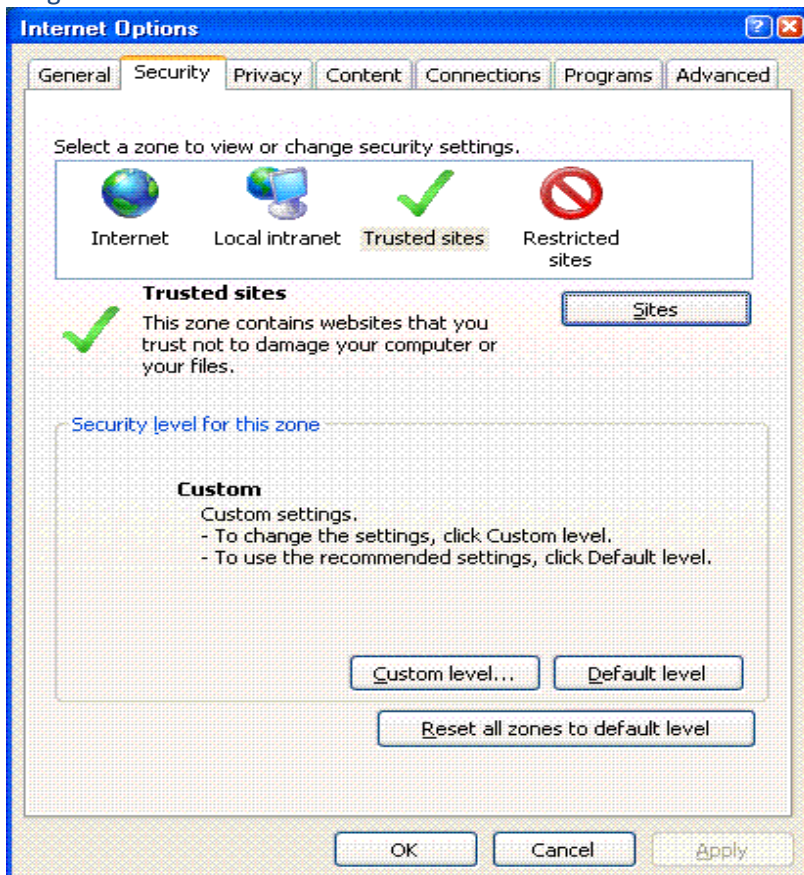 Internet Options
General Security Privacy Content Connections Programs Advanced
Select a zone to view or change security settings.
Internet Local intranet Trusted sites Restricted sites
Trusted sites
Sites
This zone contains websites that you
trust not to damage your computer or
your files.
Security level for this zone
Custom
Custom settings.
- To change the settings, click Custom level.
- To use the recommended settings, click Default level.
Custom level... Default level
Reset all zones to default level
OK Cancel Apply